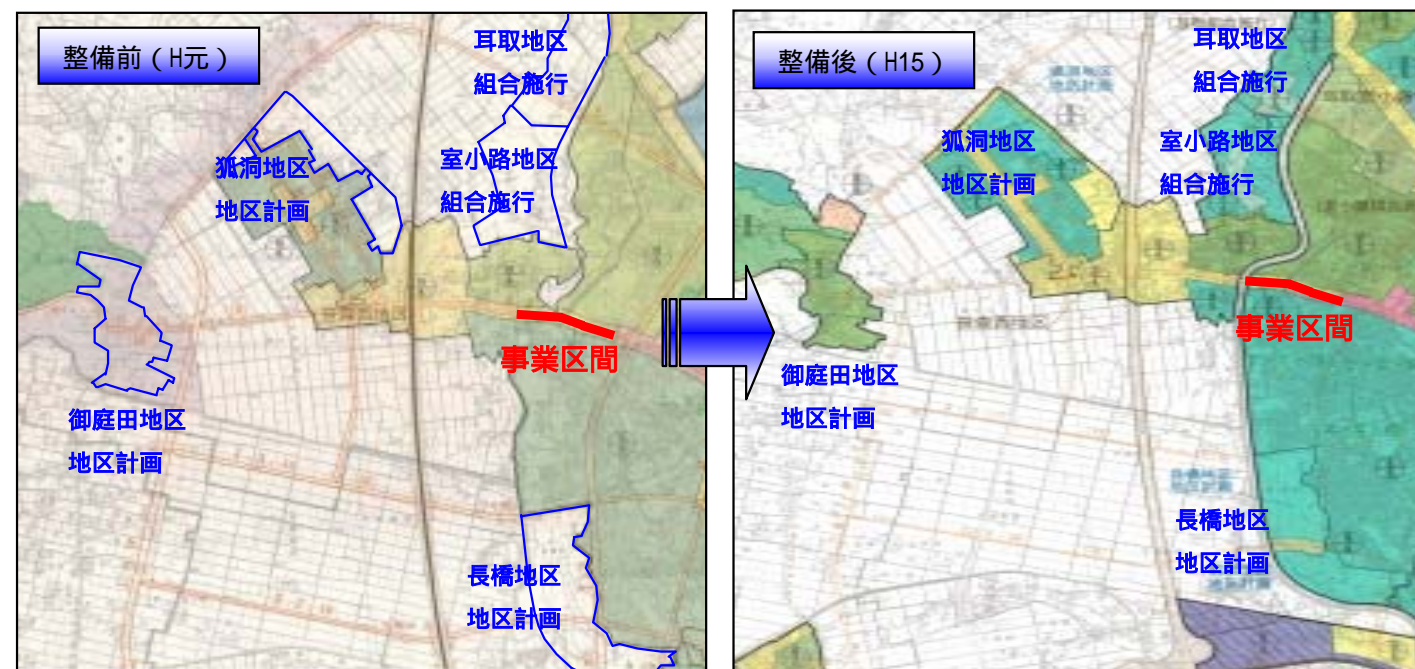 整備前（H元）
耳取地区
組合施行
狐洞地区
地区計画
室小路地区
組合施行
事業区間
御庭田地区
地区計画
長橋地区
地区計画
整備後（H15）
耳取地区
組合施行
狐洞地区
地区計画
室小路地区
組合施行
事業区間
御庭田地区
地区計画
長橋地区
地区計画